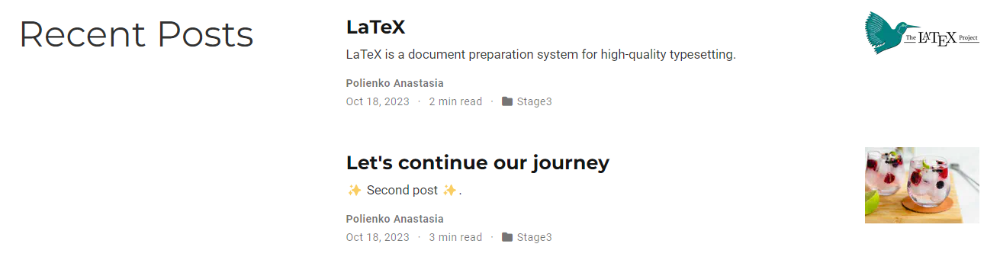 Recent Posts
LaTeX
LaTeX is a document preparation system for high-quality typesetting.
Polienko Anastasia
Oct 18, 2023 · 2 min read · Stage3
The LATEX Project
Let's continue our journey
✨ Second post ✨.
Polienko Anastasia
Oct 18, 2023 · 3 min read · Stage3